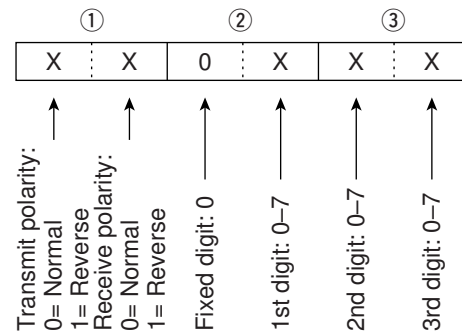 ① ② ③
X X 0 X X X
Transmit polarity:
0= Normal
1= Reverse
Receive polarity:
0= Normal
1= Reverse
Fixed digit: 0
1st digit: 0–7
2nd digit: 0–7
3rd digit: 0–7